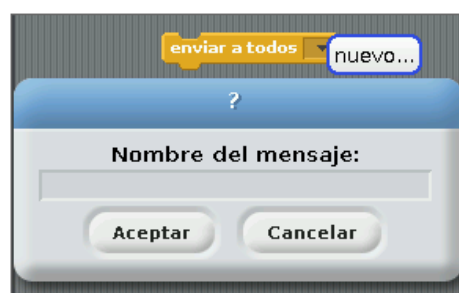 enviar a todos
nuevo...
?
Nombre del mensaje:
Aceptar
Cancelar